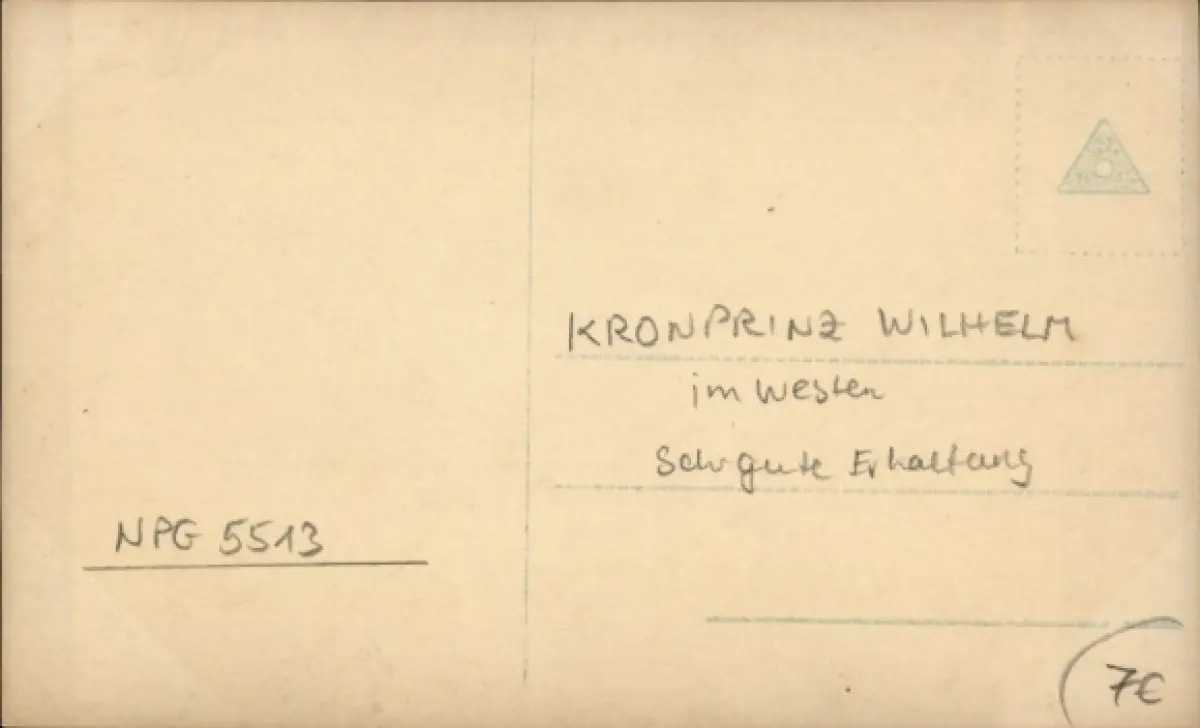 KRONPRINZ WILHELM
im Westen
Sehr gute Erhaltung
NPG 5513
7€